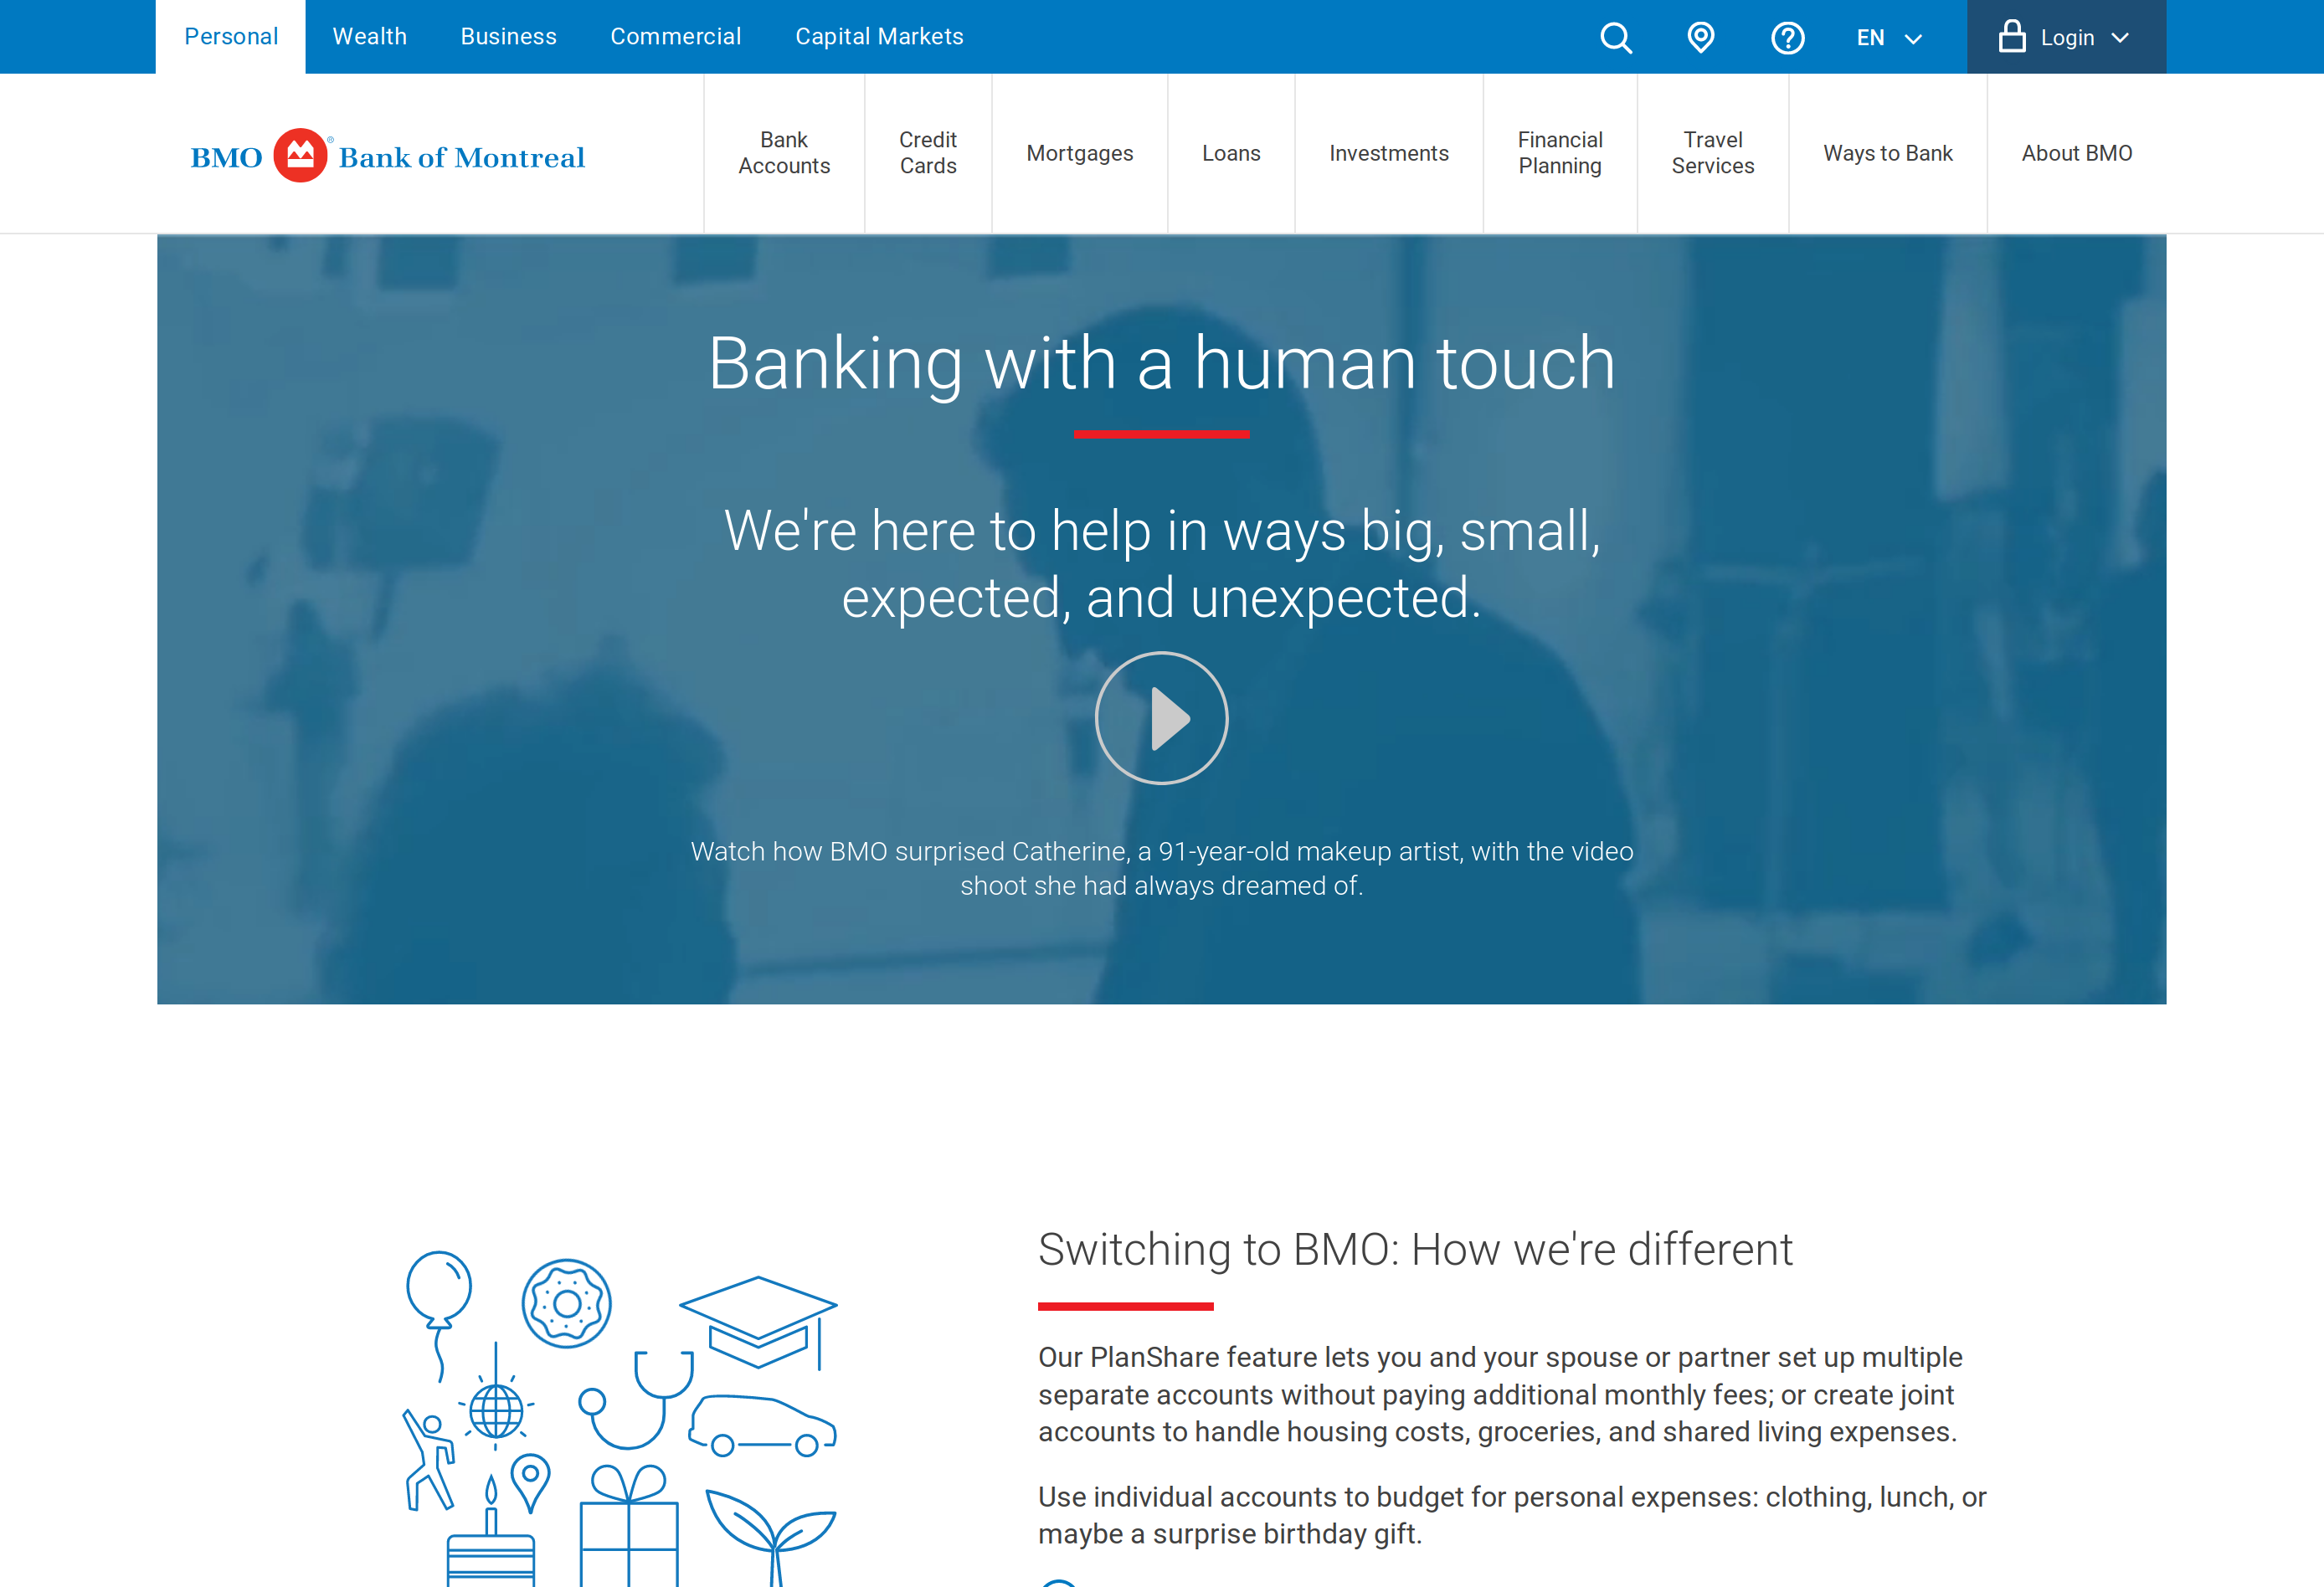 Personal
Wealth
Business
Commercial
Capital Markets
EN
Login
BMO ® Bank of Montreal
Bank
Accounts
Credit
Cards
Mortgages
Loans
Investments
Financial
Planning
Travel
Services
Ways to Bank
About BMO
Banking with a human touch
We're here to help in ways big, small,
expected, and unexpected.
Watch how BMO surprised Catherine, a 91-year-old makeup artist, with the video
shoot she had always dreamed of.
Switching to BMO: How we're different
Our PlanShare feature lets you and your spouse or partner set up multiple
separate accounts without paying additional monthly fees; or create joint
accounts to handle housing costs, groceries, and shared living expenses.
Use individual accounts to budget for personal expenses: clothing, lunch, or
maybe a surprise birthday gift.